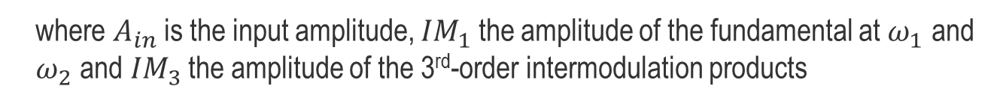 where A_in is the input amplitude, IM_1 the amplitude of the fundamental at ω_1 and
ω_2 and IM_3 the amplitude of the 3rd-order intermodulation products